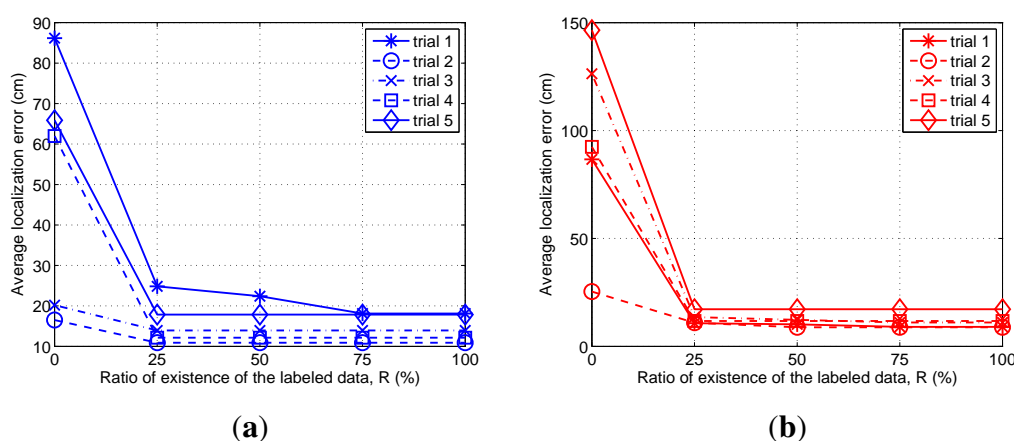 90
80
70
60
50
40
30
20
10
0 25 50 75 100
Average localization error (cm)
Ratio of existence of the labeled data, R (%)
trial 1
trial 2
trial 3
trial 4
trial 5
(a)
150
100
50
0
0 25 50 75 100
Average localization error (cm)
Ratio of existence of the labeled data, R (%)
trial 1
trial 2
trial 3
trial 4
trial 5
(b)